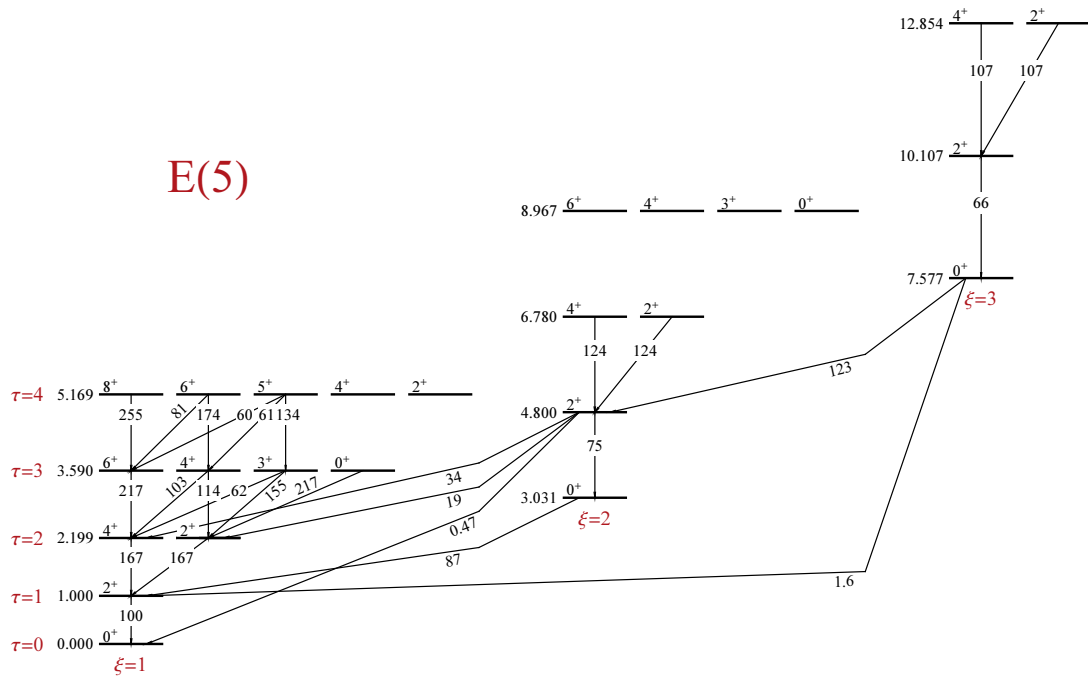 12.854 4⁺ 2⁺
107 107
10.107 2⁺
E(5)
66
8.967 6⁺ 4⁺ 3⁺ 0⁺
7.577 0⁺
ξ=3
6.780 4⁺ 2⁺
124 124
123
τ=4 5.169 8⁺ 6⁺ 5⁺ 4⁺ 2⁺
255 81 174 60 61 134
4.800 2⁺
75
τ=3 3.590 6⁺ 4⁺ 3⁺ 0⁺
217 103 114 62 155 217
34
19
0.47
3.031 0⁺
ξ=2
τ=2 2.199 4⁺ 2⁺
167 167
87
1.6
τ=1 1.000 2⁺
100
τ=0 0.000 0⁺
ξ=1